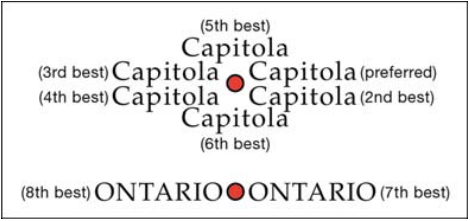 (5th best)
Capitola
(3rd best) Capitola Capitola (preferred)
(4th best) Capitola Capitola (2nd best)
Capitola
(6th best)
(8th best) ONTARIO ONTARIO (7th best)